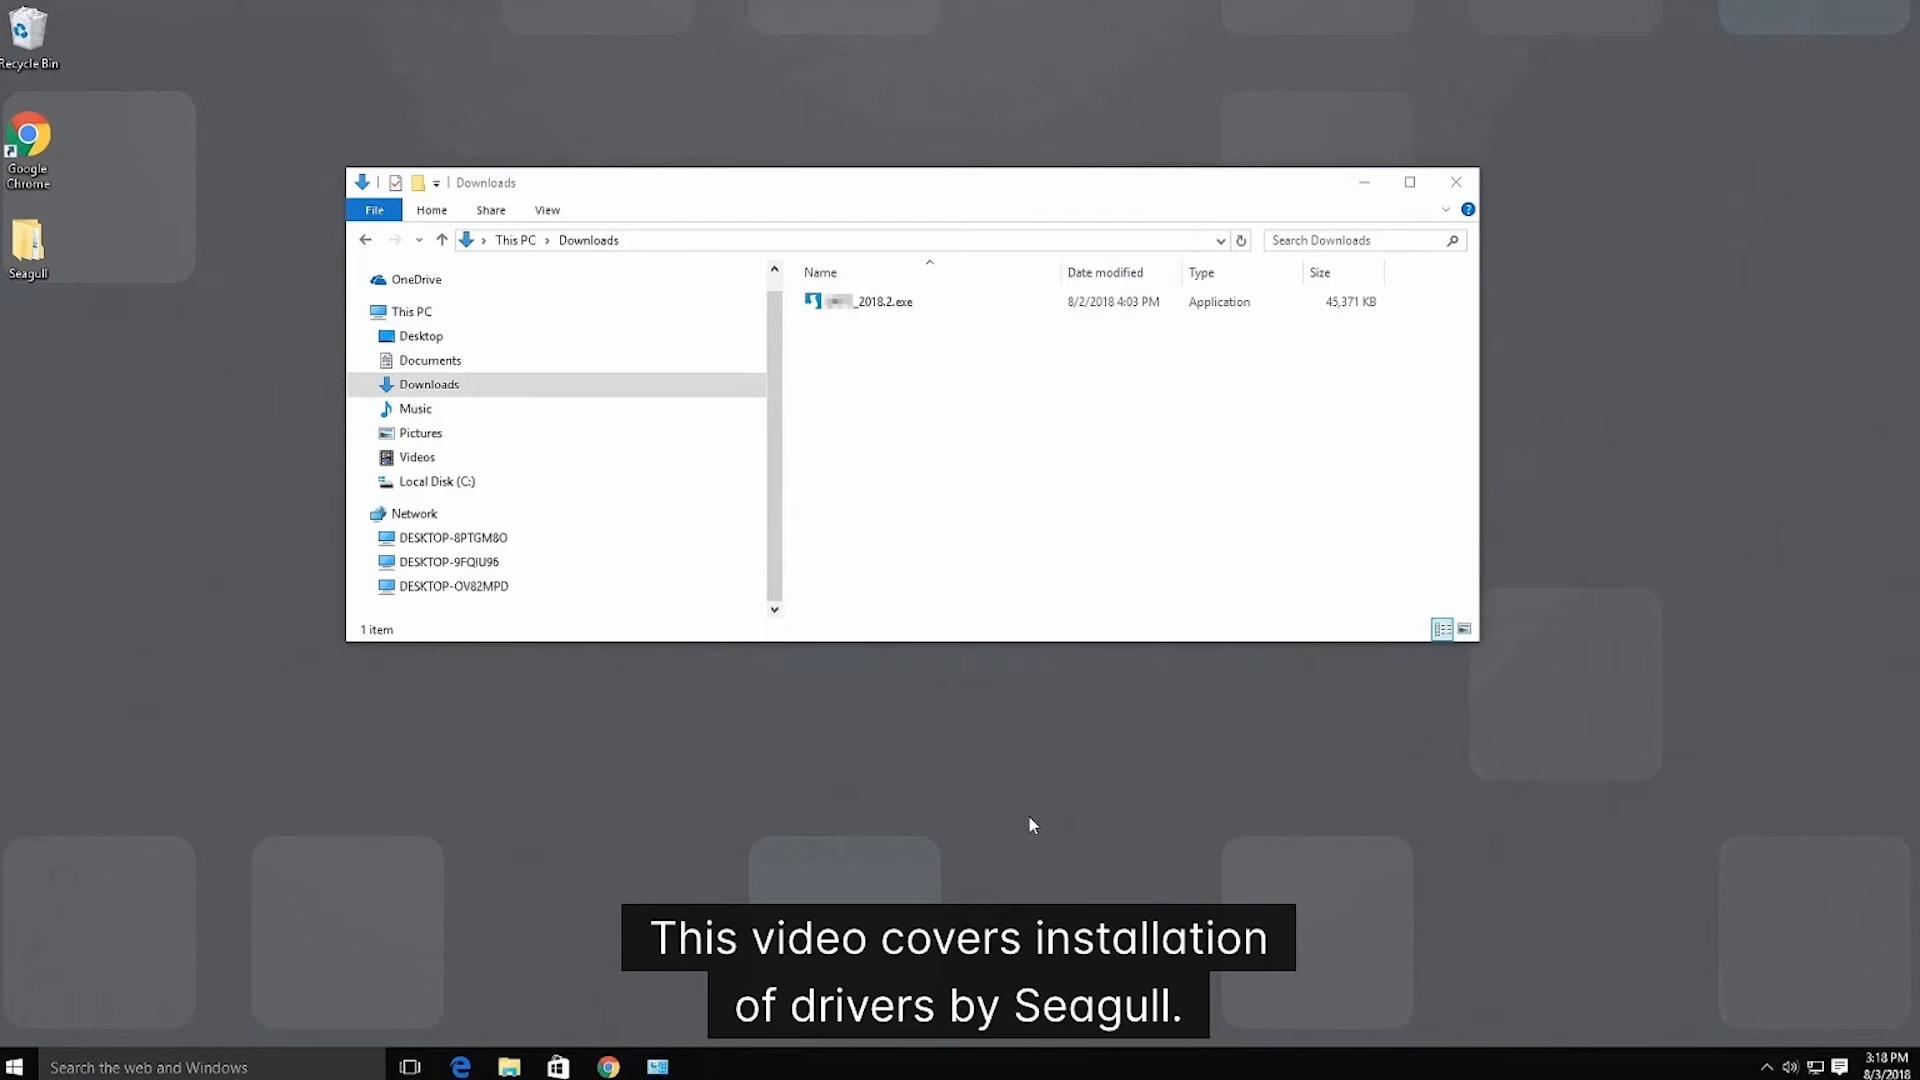 Recycle Bin
Google
Chrome
Seagull
Downloads
File Home Share View
This PC Downloads
Search Downloads
OneDrive
This PC
Desktop
Documents
Downloads
Music
Pictures
Videos
Local Disk (C:)
Network
DESKTOP-8PTGM8O
DESKTOP-9FQIU96
DESKTOP-OV82MPD
Name Date modified Type Size
_2018.2.exe 8/2/2018 4:03 PM Application 45,371 KB
1 item
This video covers installation
of drivers by Seagull.
Search the web and Windows
3:18 PM
8/3/2018